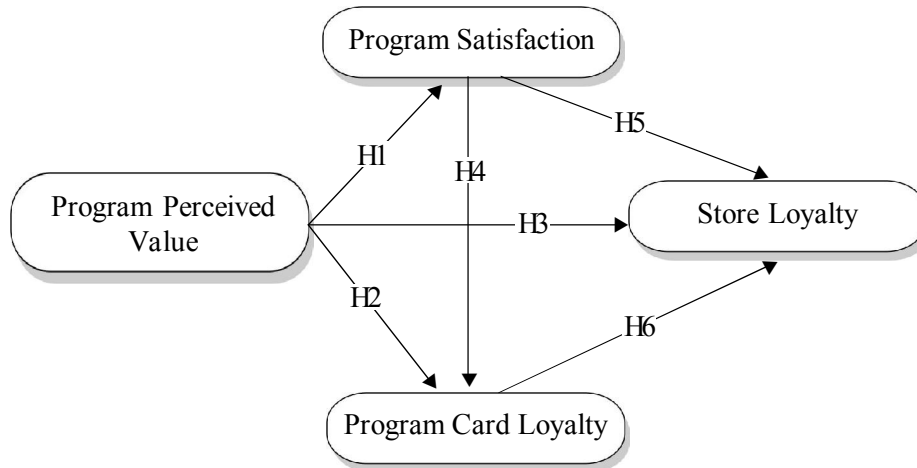 Program Satisfaction
H5
H1
H4
Program Perceived
Value
Store Loyalty
H3
H2
H6
Program Card Loyalty